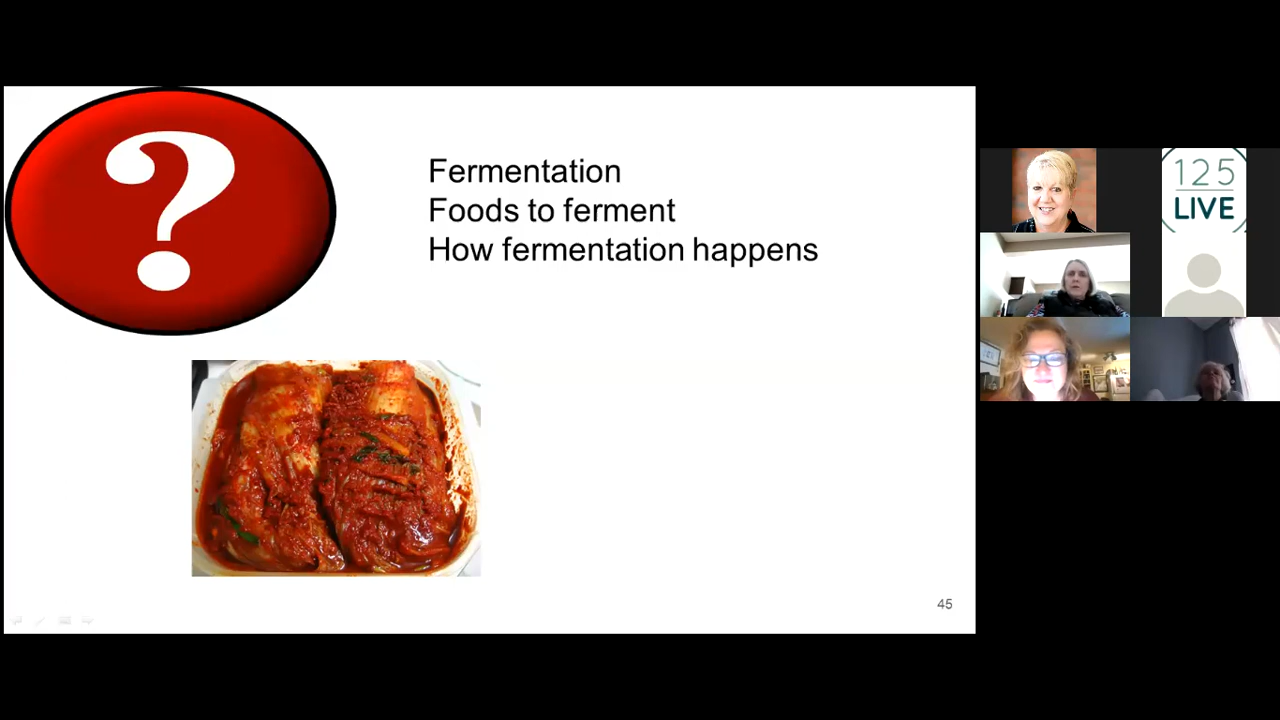 ?
Fermentation
Foods to ferment
How fermentation happens
45
125
LIVE